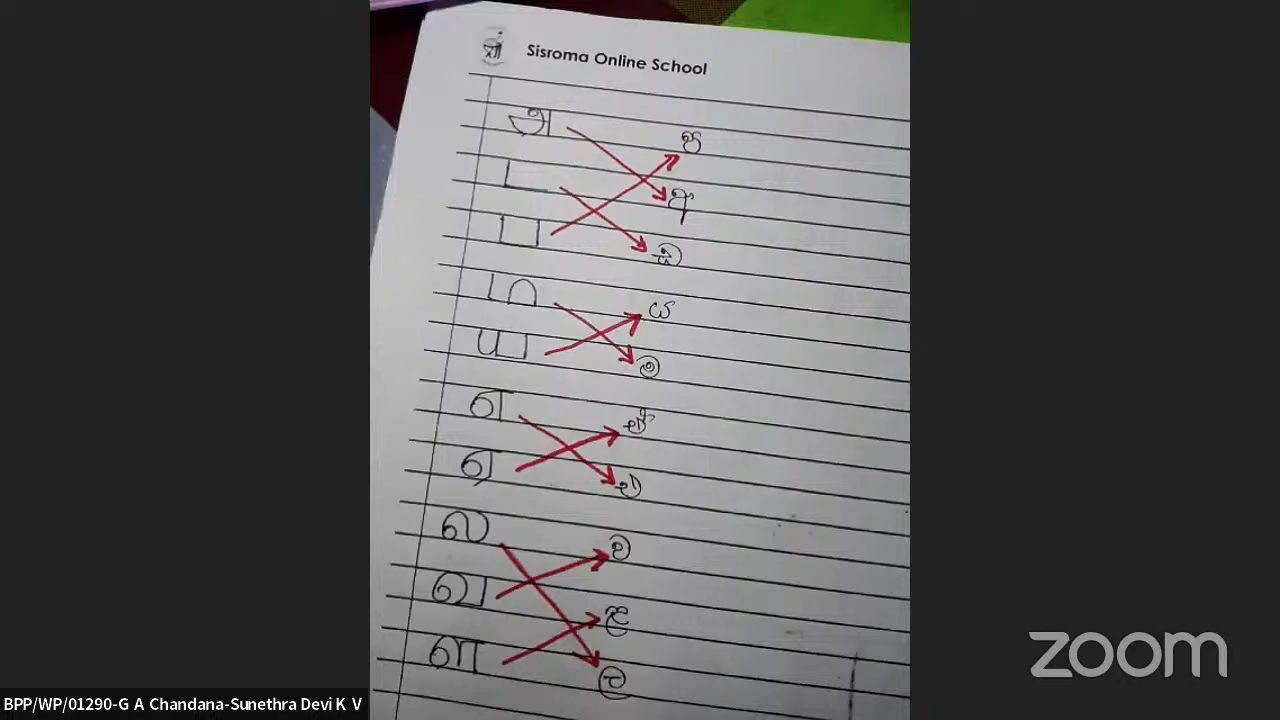 Sisroma Online School
அ ප
ட අ
ப ට
ம ය
ய ම
எ ඒ
ஏ එ
ல ව
வ ළ
ள ල
BPP/WP/01290-G A Chandana-Sunethra Devi K V
zoom